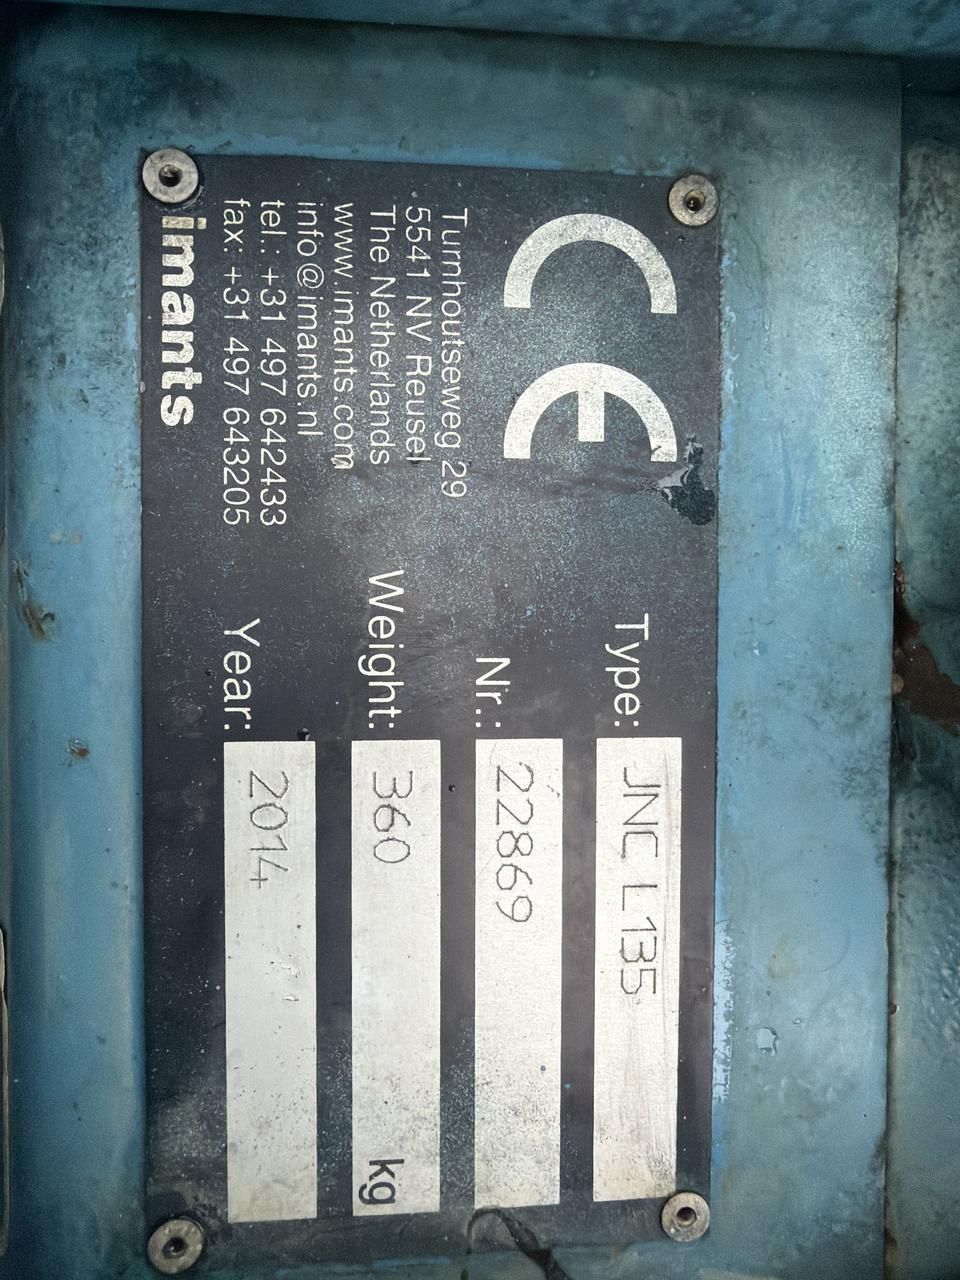 CE
Turnhoutseweg 29
5541 NV Reusel
The Netherlands
www.imants.com
info@imants.nl
tel.: +31 497 642433
fax: +31 497 643205
imants
Type: JNC L135
Nr.: 22869
Weight: 360 kg
Year: 2014